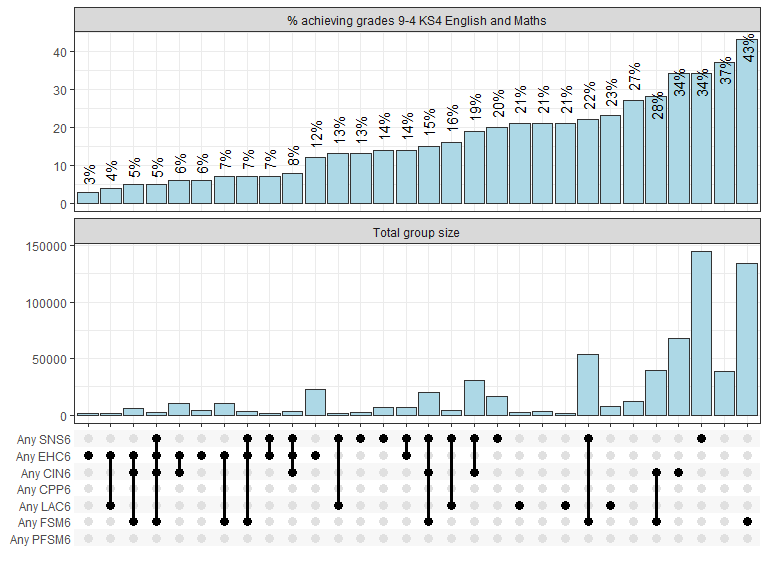 % achieving grades 9-4 KS4 English and Maths
40
30
20
10
0
3% 4% 5% 5% 6% 6% 7% 7% 7% 8% 12% 13% 13% 14% 14% 15% 16% 19% 20% 21% 21% 21% 22% 23% 27% 28% 34% 34% 37% 43%
Total group size
150000
100000
50000
0
Any SNS6
Any EHC6
Any CIN6
Any CPP6
Any LAC6
Any FSM6
Any PFSM6